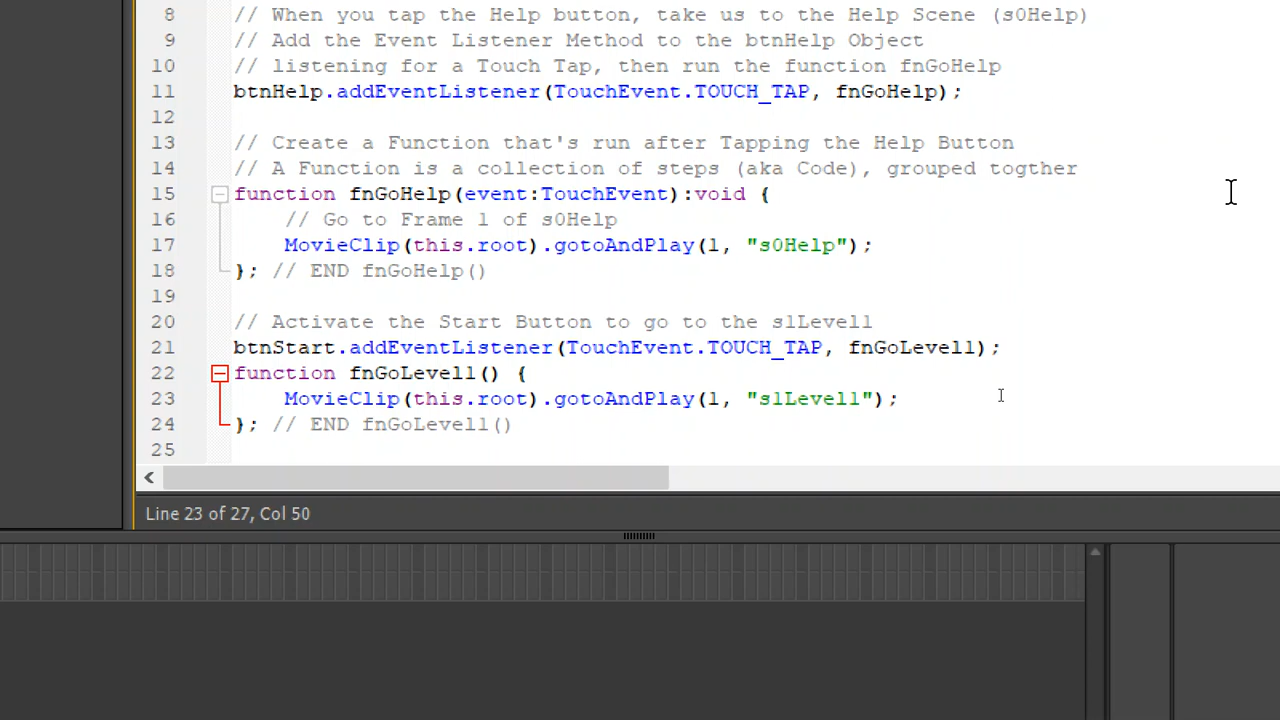 8 // When you tap the Help button, take us to the Help Scene (s0Help)
9 // Add the Event Listener Method to the btnHelp Object
10 // listening for a Touch Tap, then run the function fnGoHelp
11 btnHelp.addEventListener(TouchEvent.TOUCH_TAP, fnGoHelp);
12
13 // Create a Function that's run after Tapping the Help Button
14 // A Function is a collection of steps (aka Code), grouped togther
15 function fnGoHelp(event:TouchEvent):void {
16 // Go to Frame 1 of s0Help
17 MovieClip(this.root).gotoAndPlay(1, "s0Help");
18 }; // END fnGoHelp()
19
20 // Activate the Start Button to go to the s1Level1
21 btnStart.addEventListener(TouchEvent.TOUCH_TAP, fnGoLevel1);
22 function fnGoLevel1() {
23 MovieClip(this.root).gotoAndPlay(1, "s1Level1");
24 }; // END fnGoLevel1()
25
Line 23 of 27, Col 50